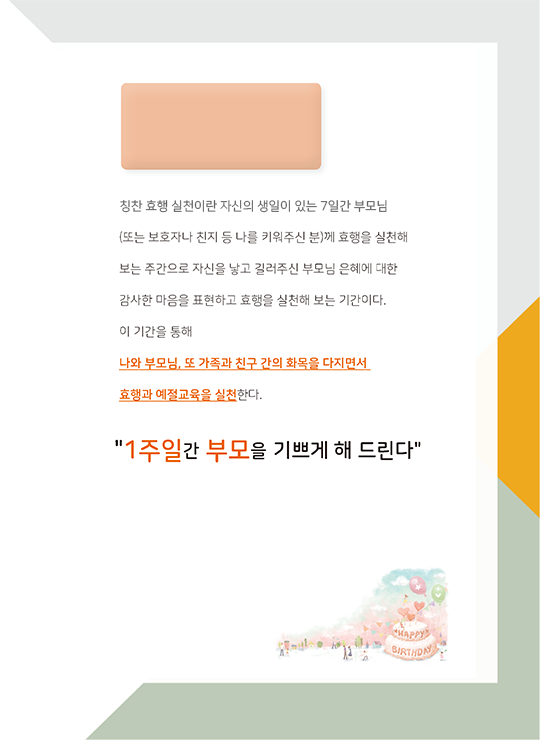 칭찬 효행 실천이란 자신의 생일이 있는 7일간 부모님
(또는 보호자나 친지 등 나를 키워주신 분)께 효행을 실천해
보는 주간으로 자신을 낳고 길러주신 부모님 은혜에 대한
감사한 마음을 표현하고 효행을 실천해 보는 기간이다.
이 기간을 통해
나와 부모님, 또 가족과 친구 간의 화목을 다지면서
효행과 예절교육을 실천한다.
"1주일간 부모을 기쁘게 해 드린다"
HAPPY
BIRTHDAY